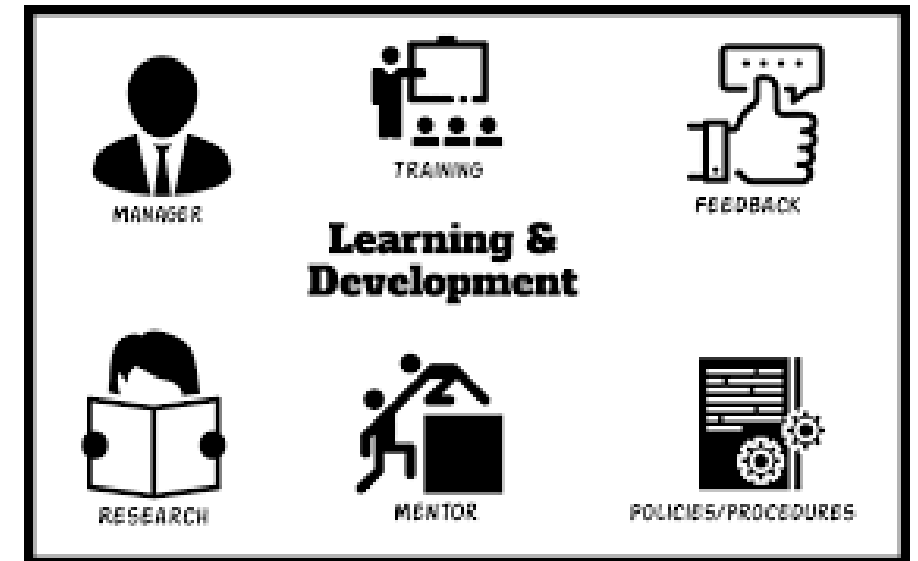 TRAINING
MANAGER
FEEDBACK
Learning &
Development
RESEARCH
MENTOR
POLICIES/PROCEDURES